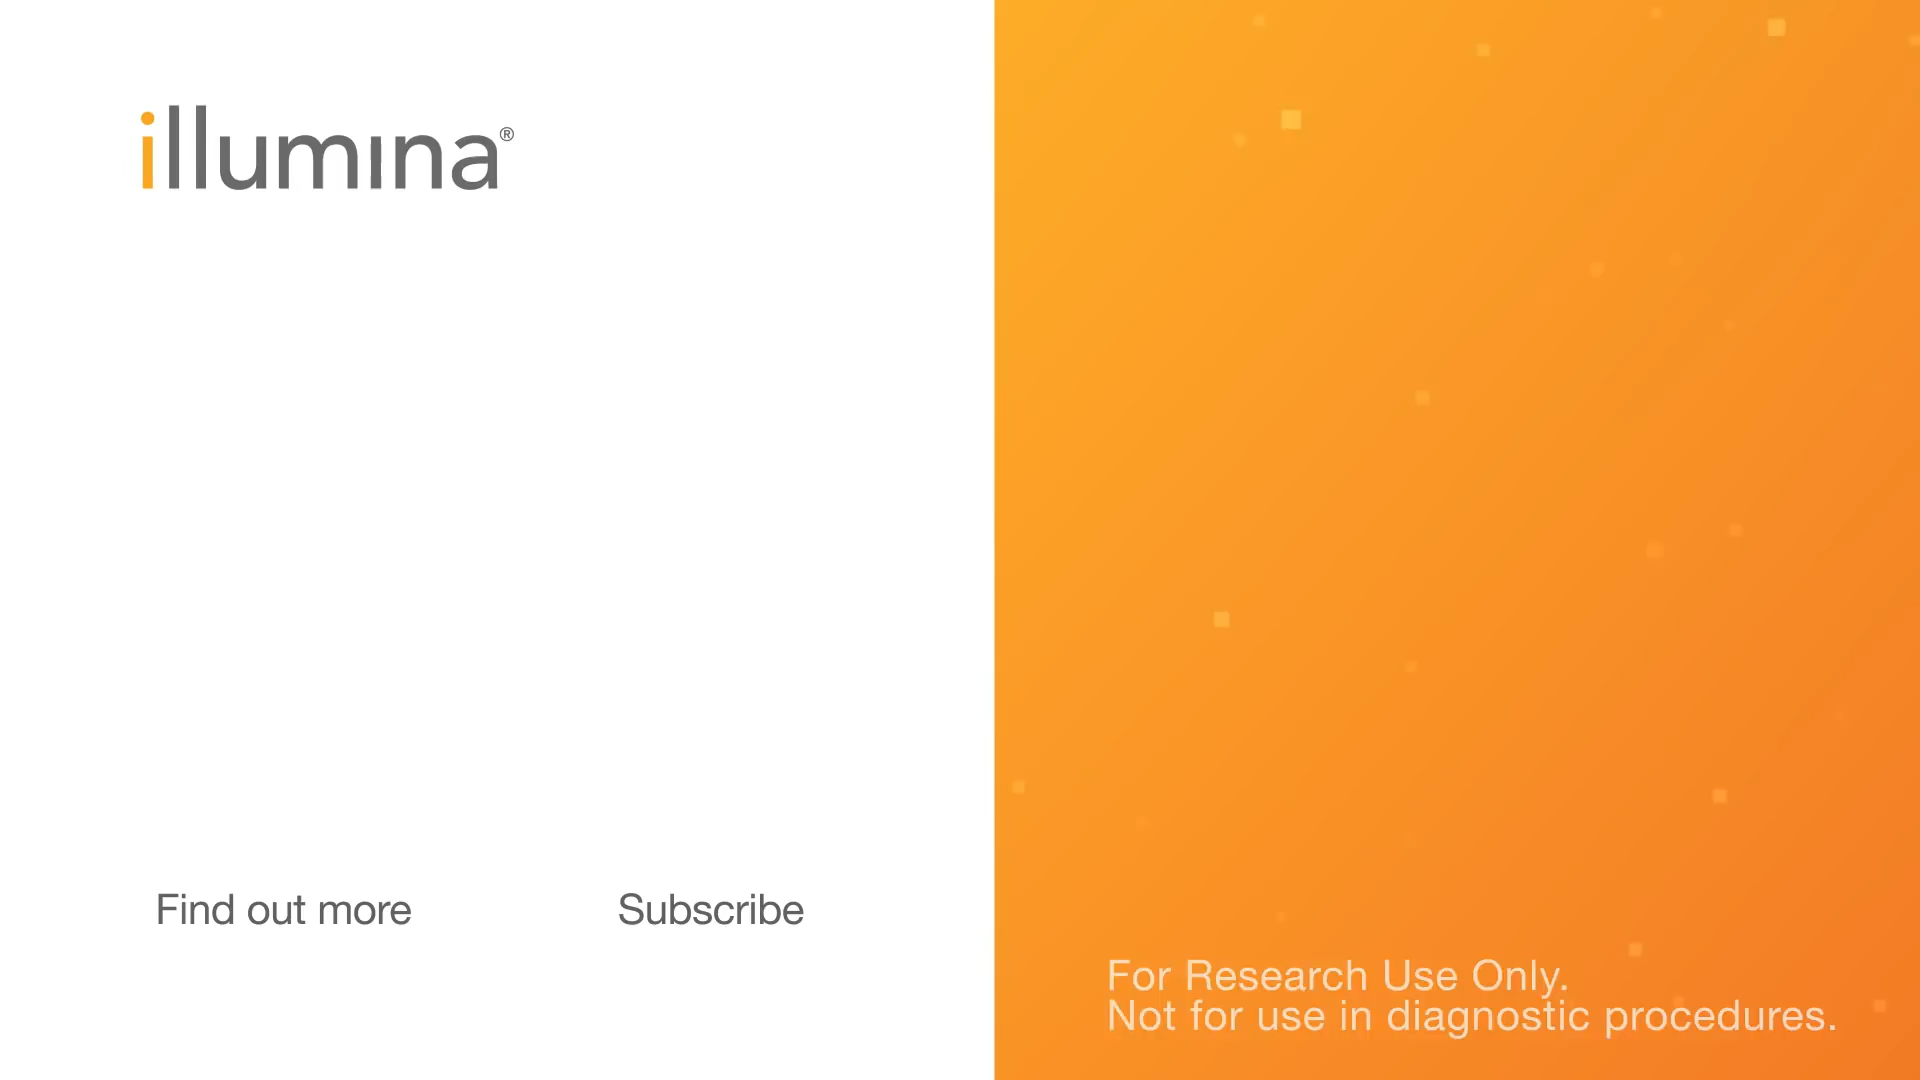 illumina®
Find out more
Subscribe
For Research Use Only.
Not for use in diagnostic procedures.